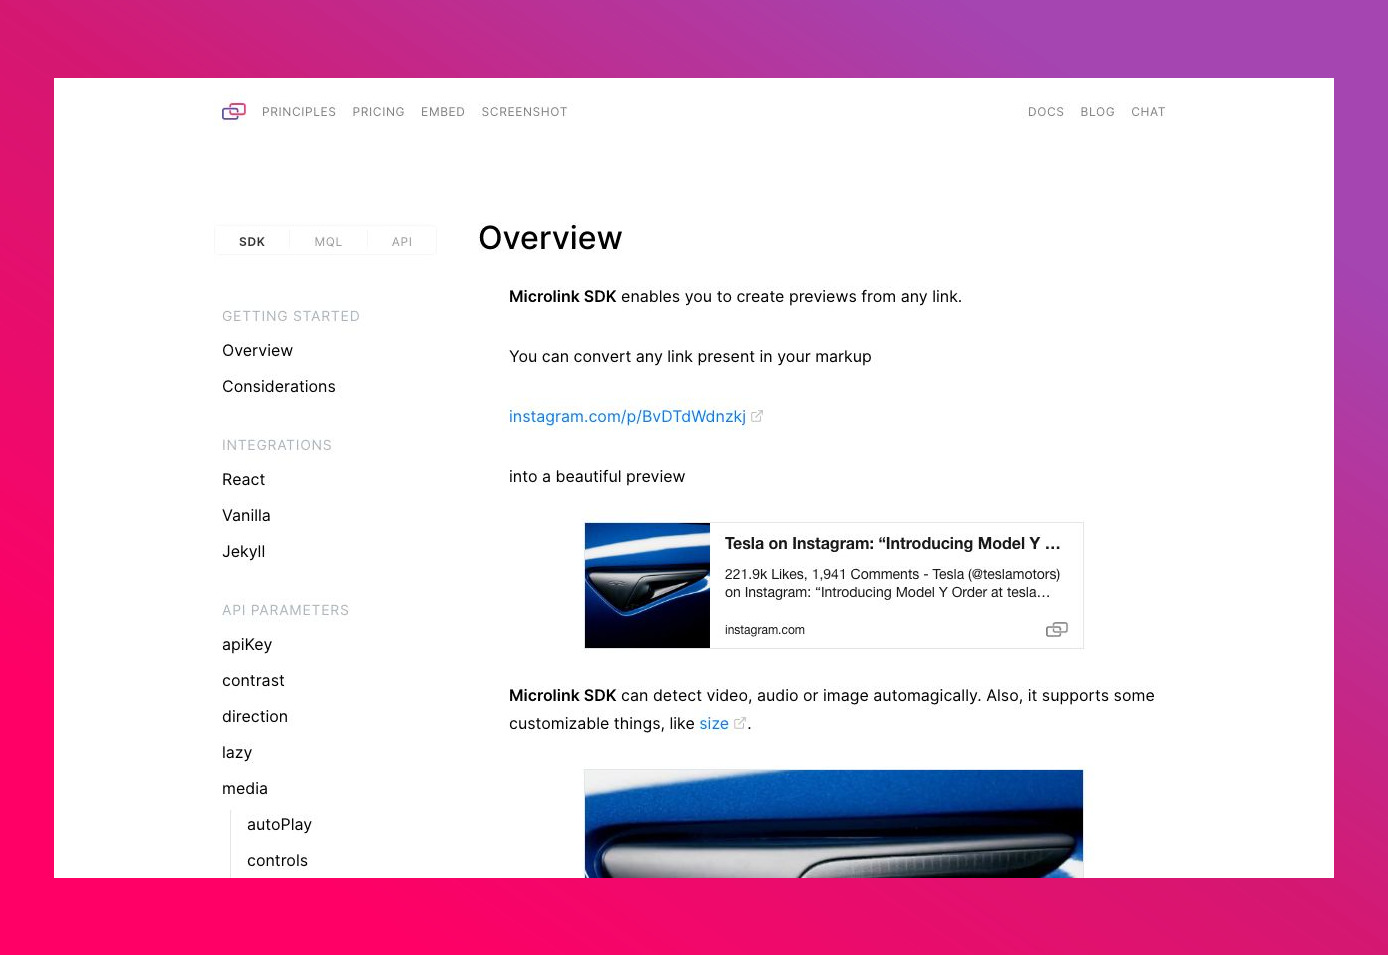 PRINCIPLES PRICING EMBED SCREENSHOT DOCS BLOG CHAT
SDK MQL API
GETTING STARTED
Overview
Considerations
INTEGRATIONS
React
Vanilla
Jekyll
API PARAMETERS
apiKey
contrast
direction
lazy
media
autoPlay
controls
Overview
Microlink SDK enables you to create previews from any link.
You can convert any link present in your markup
instagram.com/p/BvDTdWdnzkj
into a beautiful preview
Tesla on Instagram: “Introducing Model Y ...
221.9k Likes, 1,941 Comments - Tesla (@teslamotors)
on Instagram: “Introducing Model Y Order at tesla...
instagram.com
Microlink SDK can detect video, audio or image automagically. Also, it supports some
customizable things, like size.